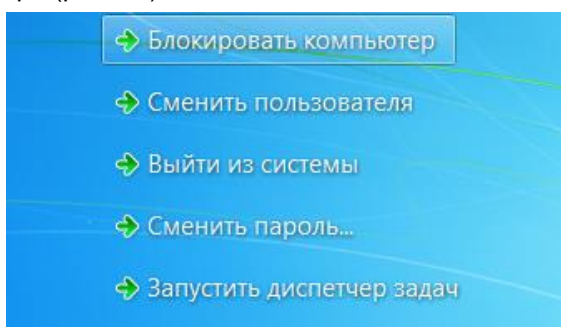 Блокировать компьютер
Сменить пользователя
Выйти из системы
Сменить пароль...
Запустить диспетчер задач